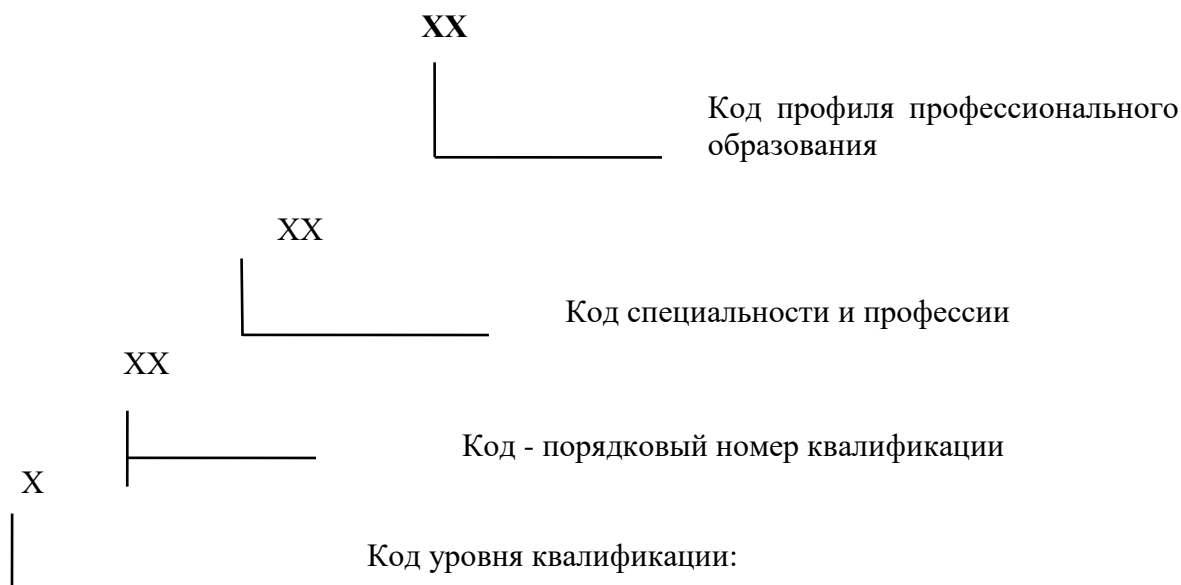 XX
Код профиля профессионального
образования
XX
Код специальности и профессии
XX
Код - порядковый номер квалификации
X
Код уровня квалификации: